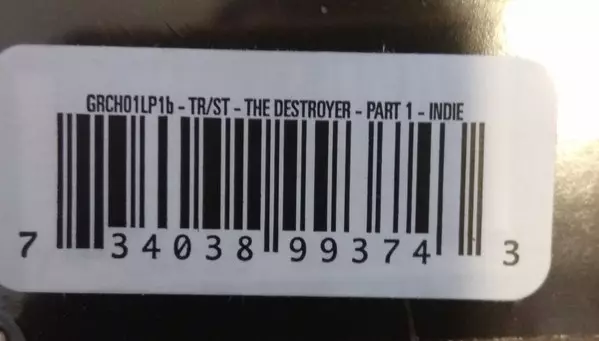 GRCH01LP1b - TR/ST - THE DESTROYER - PART 1 - INDIE
7 34038 99374 3